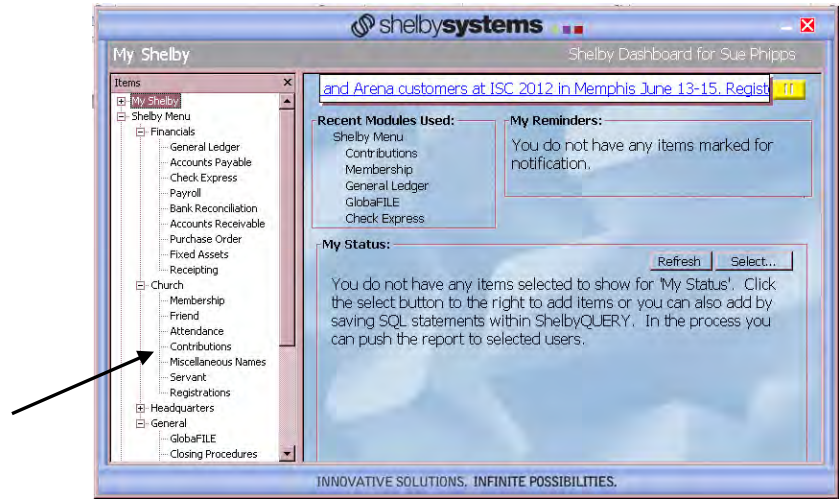 shelbysystems
My Shelby
Shelby Dashboard for Sue Phipps
Items
My Shelby
Shelby Menu
Financials
General Ledger
Accounts Payable
Check Express
Payroll
Bank Reconciliation
Accounts Receivable
Purchase Order
Fixed Assets
Receipting
Church
Membership
Friend
Attendance
Contributions
Miscellaneous Names
Servant
Registrations
Headquarters
General
GlobaFILE
Closing Procedures
and Arena customers at ISC 2012 in Memphis June 13-15. Regist
Recent Modules Used:
Shelby Menu
Contributions
Membership
General Ledger
GlobaFILE
Check Express
My Reminders:
You do not have any items marked for
notification.
My Status:
Refresh Select...
You do not have any items selected to show for 'My Status'. Click
the select button to the right to add items or you can also add by
saving SQL statements within ShelbyQUERY. In the process you
can push the report to selected users.
INNOVATIVE SOLUTIONS. INFINITE POSSIBILITIES.